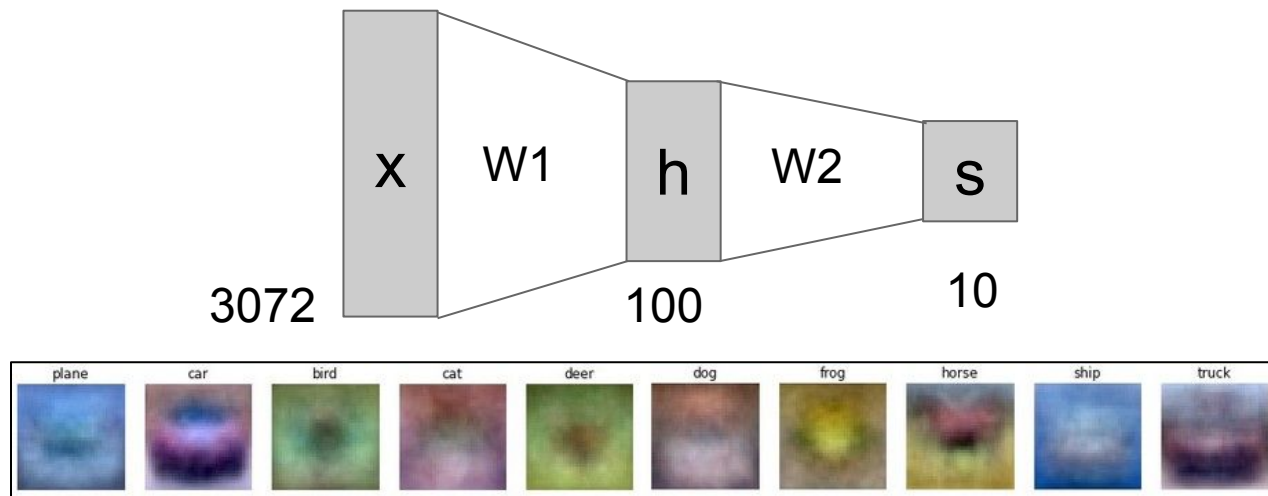 x W1 h W2 s
3072 100 10
plane car bird cat deer dog frog horse ship truck